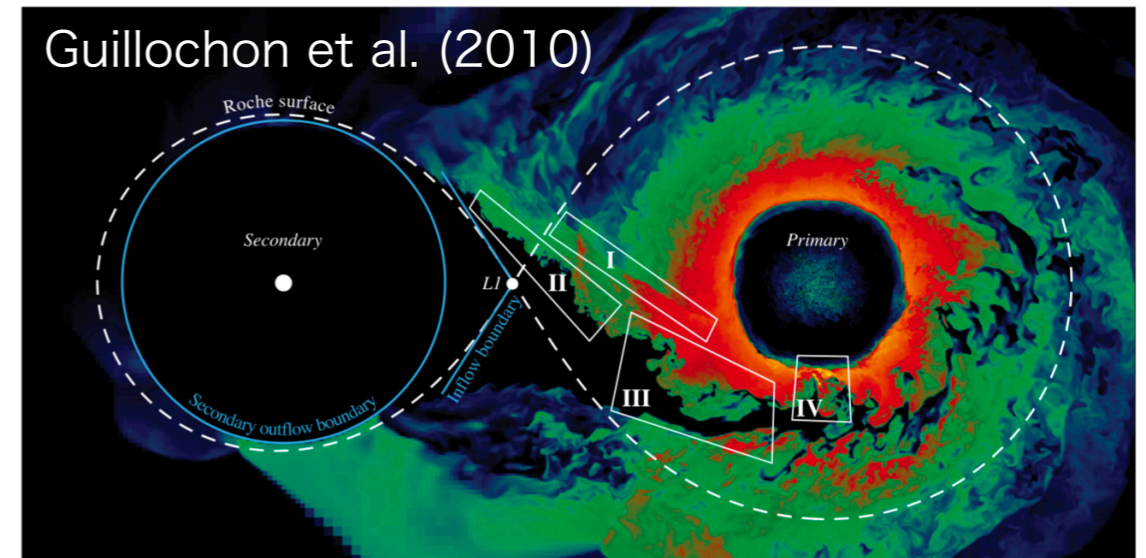 Guillochon et al. (2010)
Roche surface
Secondary
Primary
I
L1
II
Inflow boundary
III
IV
Secondary outflow boundary